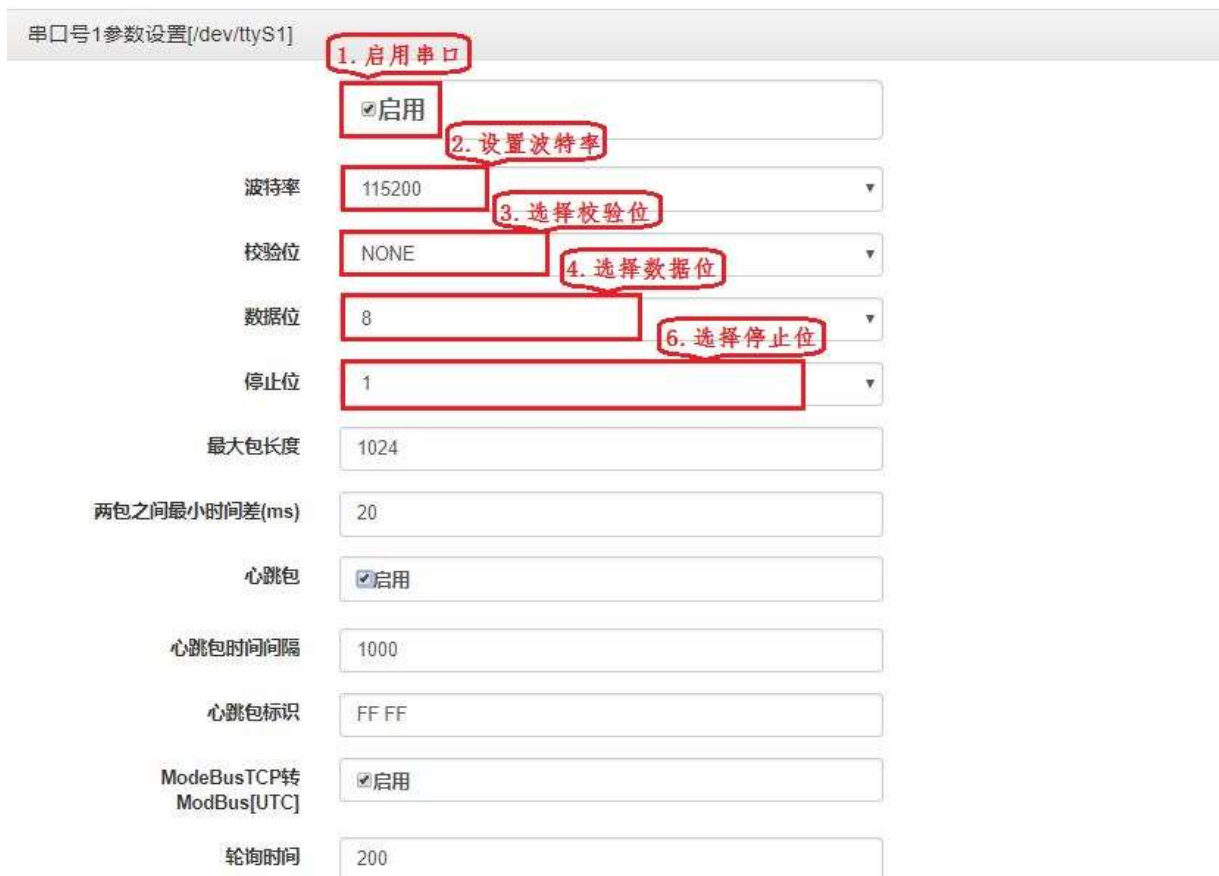 串口号1参数设置[/dev/ttyS1]
1.启用串口
启用
2.设置波特率
波特率 115200
3.选择校验位
校验位 NONE
4.选择数据位
数据位 8
6.选择停止位
停止位 1
最大包长度 1024
两包之间最小时间差(ms) 20
心跳包 启用
心跳包时间间隔 1000
心跳包标识 FF FF
ModeBusTCP转
ModBus[UTC] 启用
轮询时间 200